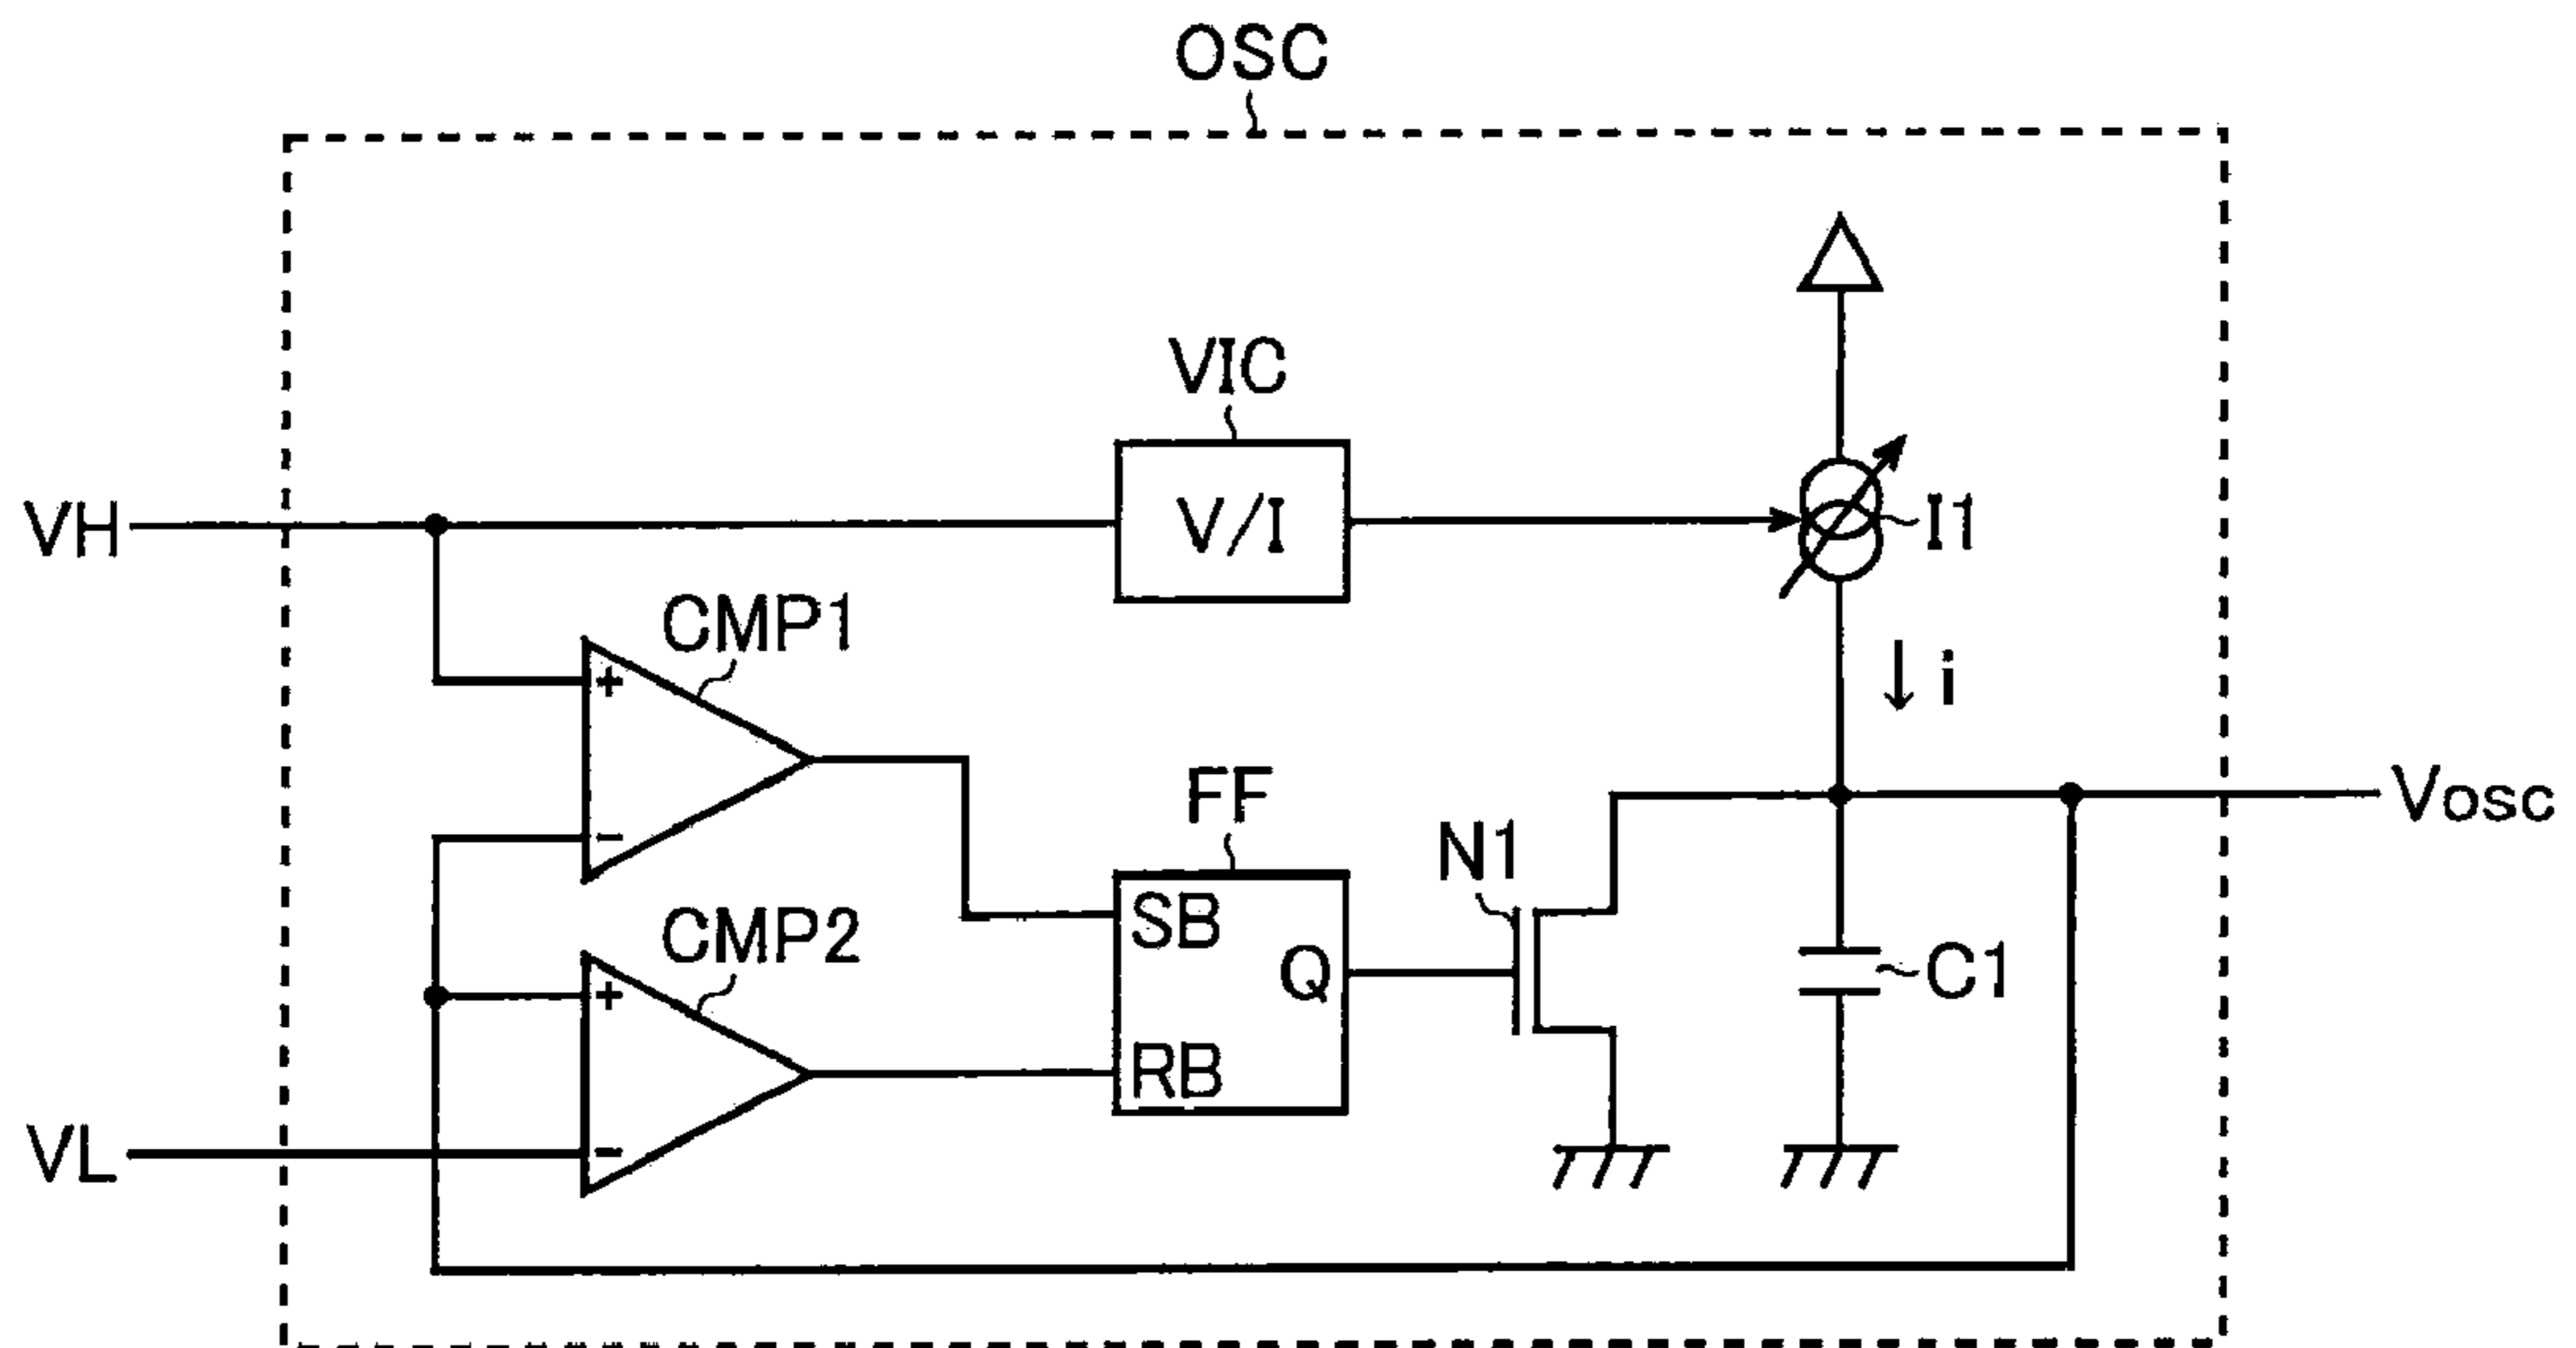 OSC
VIC
VH
V/I
I1
CMP1
+
i
-
FF
Vosc
N1
SB
CMP2
Q
C1
+
RB
VL
-